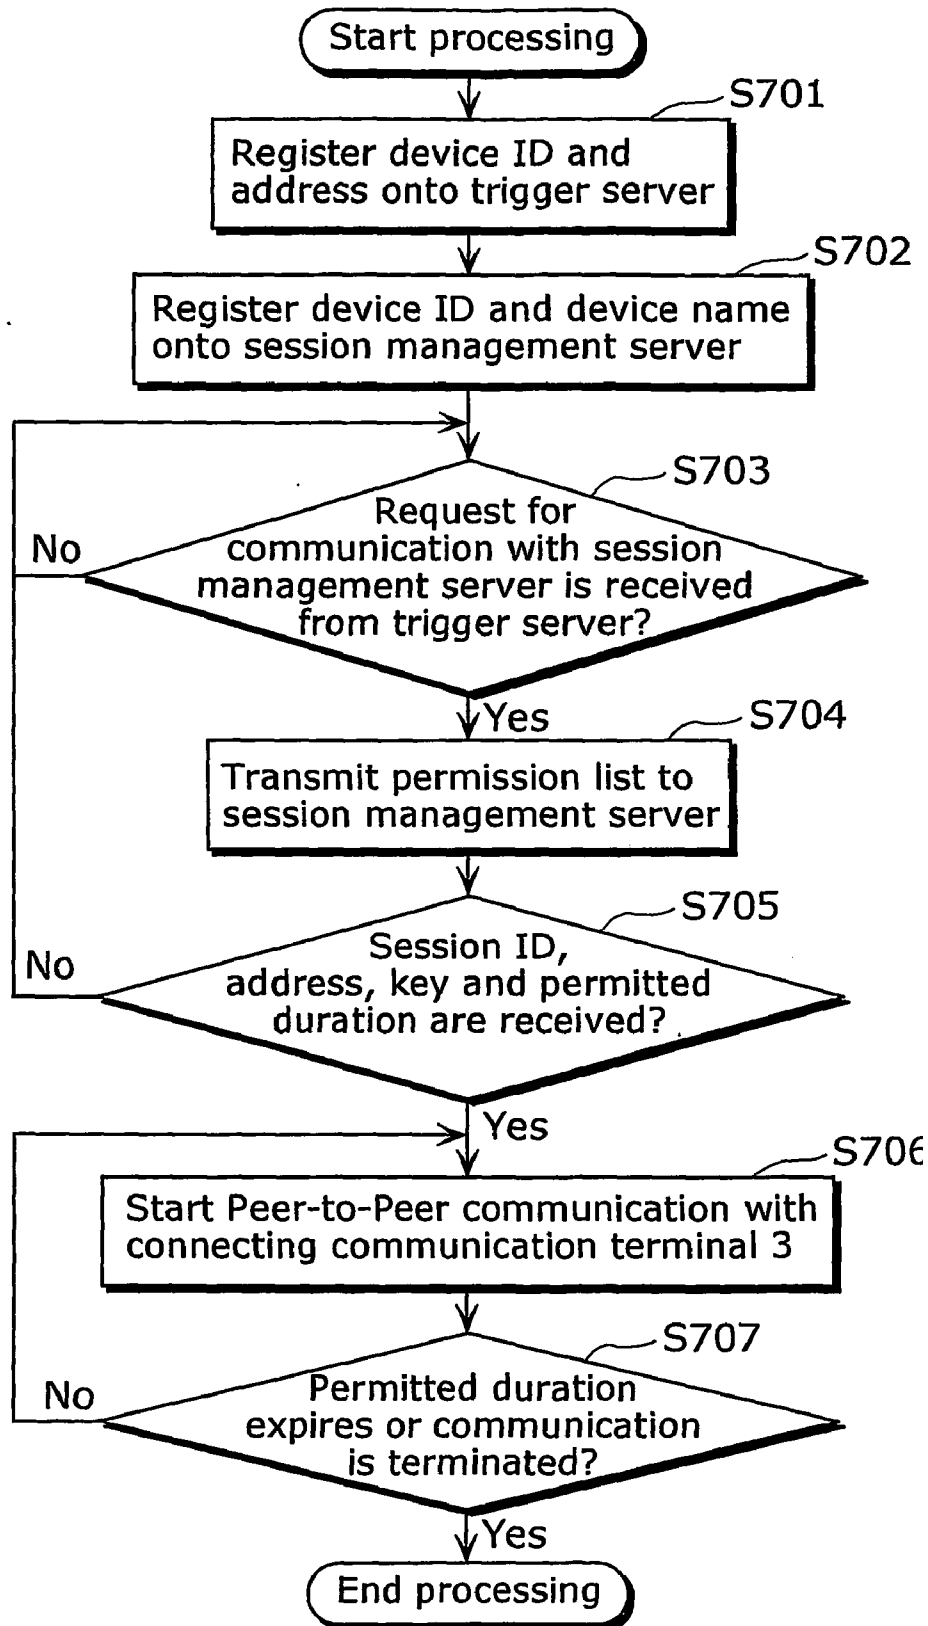 Start processing
S701
Register device ID and
address onto trigger server
S702
Register device ID and device name
onto session management server
S703
Request for
communication with session
management server is received
from trigger server?
No
Yes
S704
Transmit permission list to
session management server
S705
Session ID,
address, key and permitted
duration are received?
No
Yes
S706
Start Peer-to-Peer communication with
connecting communication terminal 3
S707
Permitted duration
expires or communication
is terminated?
No
Yes
End processing